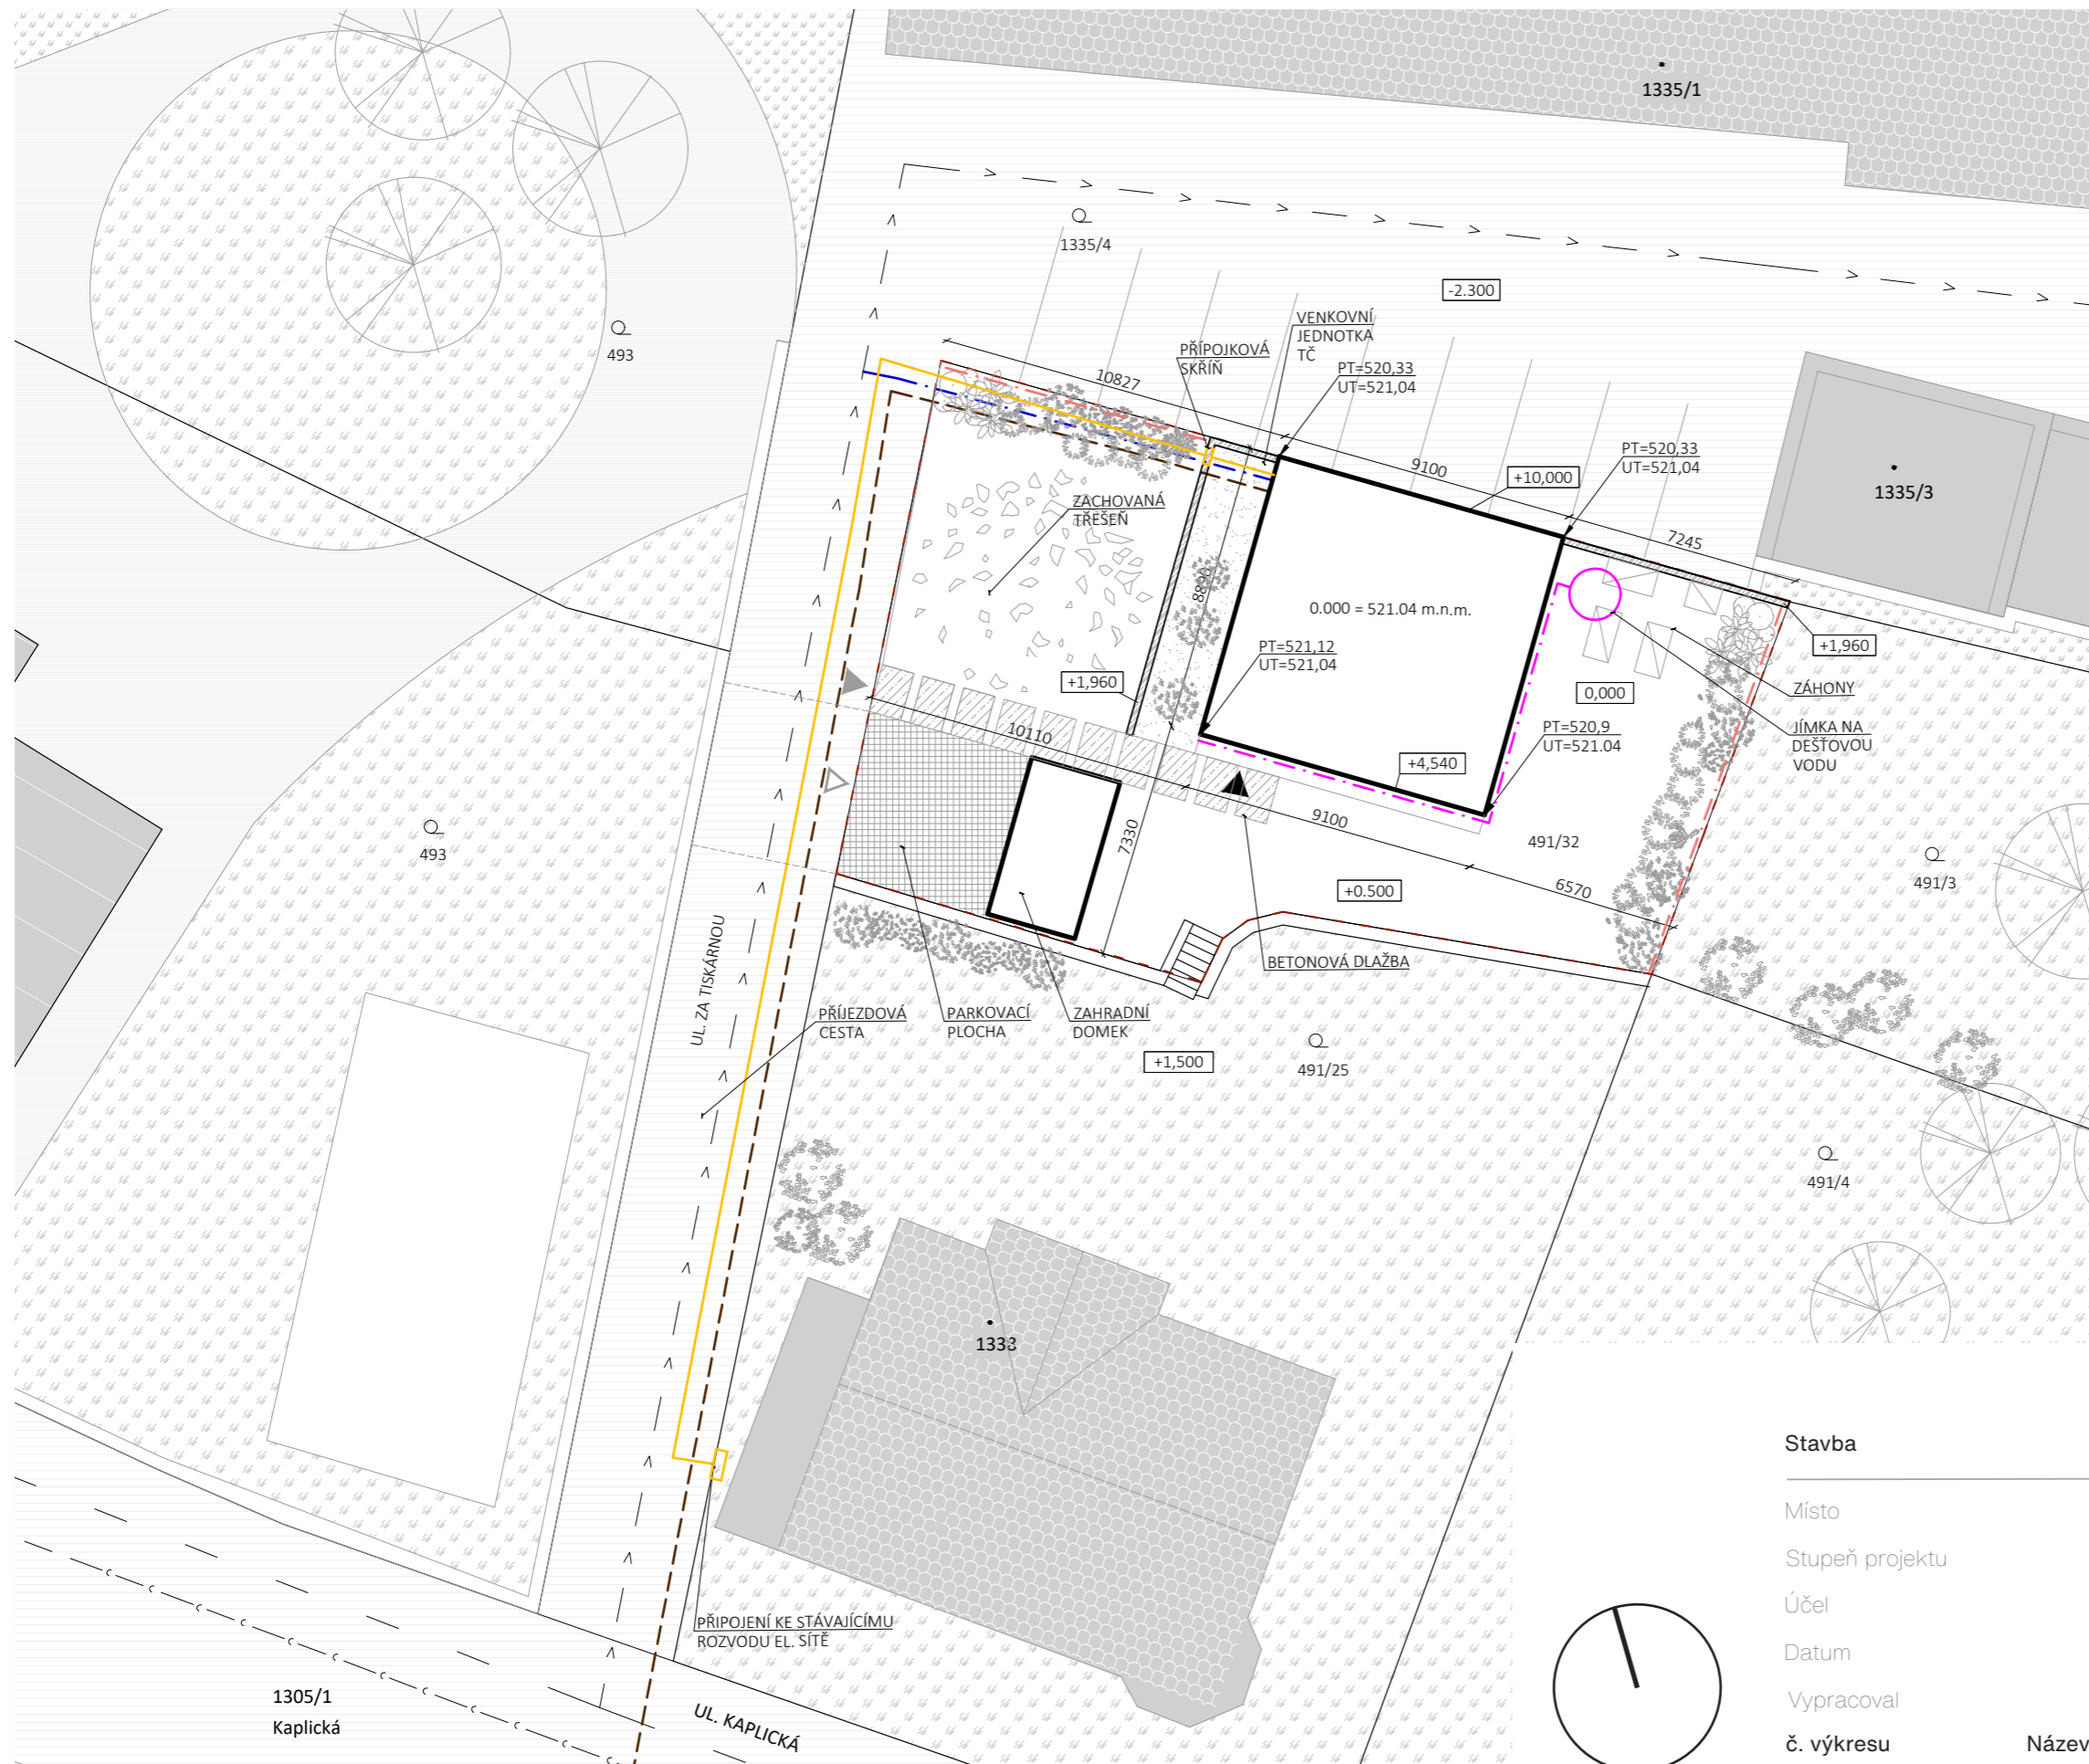 1335/1
1335/4
-2.300
VENKOVNÍ
JEDNOTKA
TČ
PŘÍPOJKOVÁ
SKŘÍŇ
493
PT=520,33
UT=521,04
10827
PT=520,33
UT=521,04
9100
+10,000
1335/3
ZACHOVANÁ
TŘEŠEŇ
7245
8890
0.000 = 521.04 m.n.m.
PT=521,12
UT=521,04
+1,960
+1,960
0,000
ZÁHONY
JÍMKA NA
DEŠŤOVOU
VODU
PT=520,9
UT=521.04
10110
+4,540
9100
7330
491/32
493
491/3
+0.500
6570
UL. ZA TISKÁRNOU
BETONOVÁ DLAŽBA
PŘÍJEZDOVÁ
CESTA
PARKOVACÍ
PLOCHA
ZAHRADNÍ
DOMEK
+1,500
491/25
491/4
1333
Stavba
Místo
Stupeň projektu
Účel
Datum
Vypracoval
č. výkresu
Název
PŘIPOJENÍ KE STÁVAJÍCÍMU
ROZVODU EL. SÍTĚ
1305/1
Kaplická
UL. KAPLICKÁ